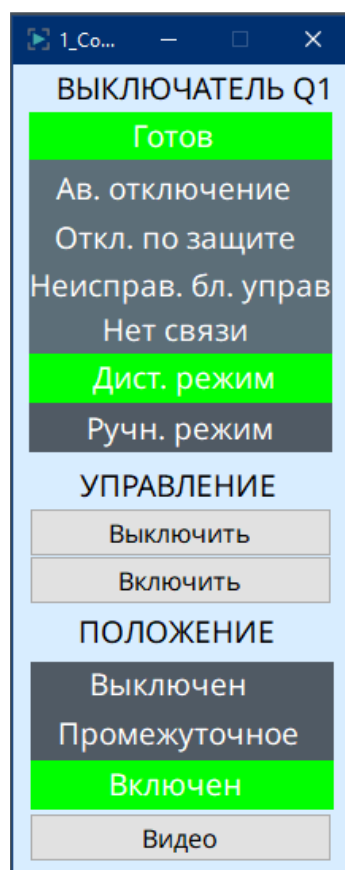 1_Co...
ВЫКЛЮЧАТЕЛЬ Q1
Готов
Ав. отключение
Откл. по защите
Неисправ. бл. управ
Нет связи
Дист. режим
Ручн. режим
УПРАВЛЕНИЕ
Выключить
Включить
ПОЛОЖЕНИЕ
Выключен
Промежуточное
Включен
Видео